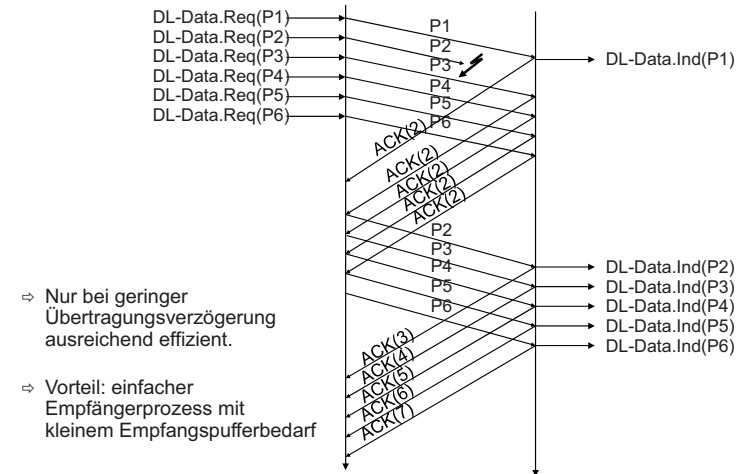 DL-Data.Req(P1)
DL-Data.Req(P2)
DL-Data.Req(P3)
DL-Data.Req(P4)
DL-Data.Req(P5)
DL-Data.Req(P6)
P1
P2
P3
P4
P5
P6
DL-Data.Ind(P1)
ACK(2)
ACK(2)
ACK(2)
ACK(2)
ACK(2)
P2
P3
P4
P5
P6
DL-Data.Ind(P2)
DL-Data.Ind(P3)
DL-Data.Ind(P4)
DL-Data.Ind(P5)
DL-Data.Ind(P6)
ACK(3)
ACK(4)
ACK(5)
ACK(6)
ACK(7)
⇨ Nur bei geringer
Übertragungsverzögerung
ausreichend effizient.
⇨ Vorteil: einfacher
Empfängerprozess mit
kleinem Empfangspufferbedarf